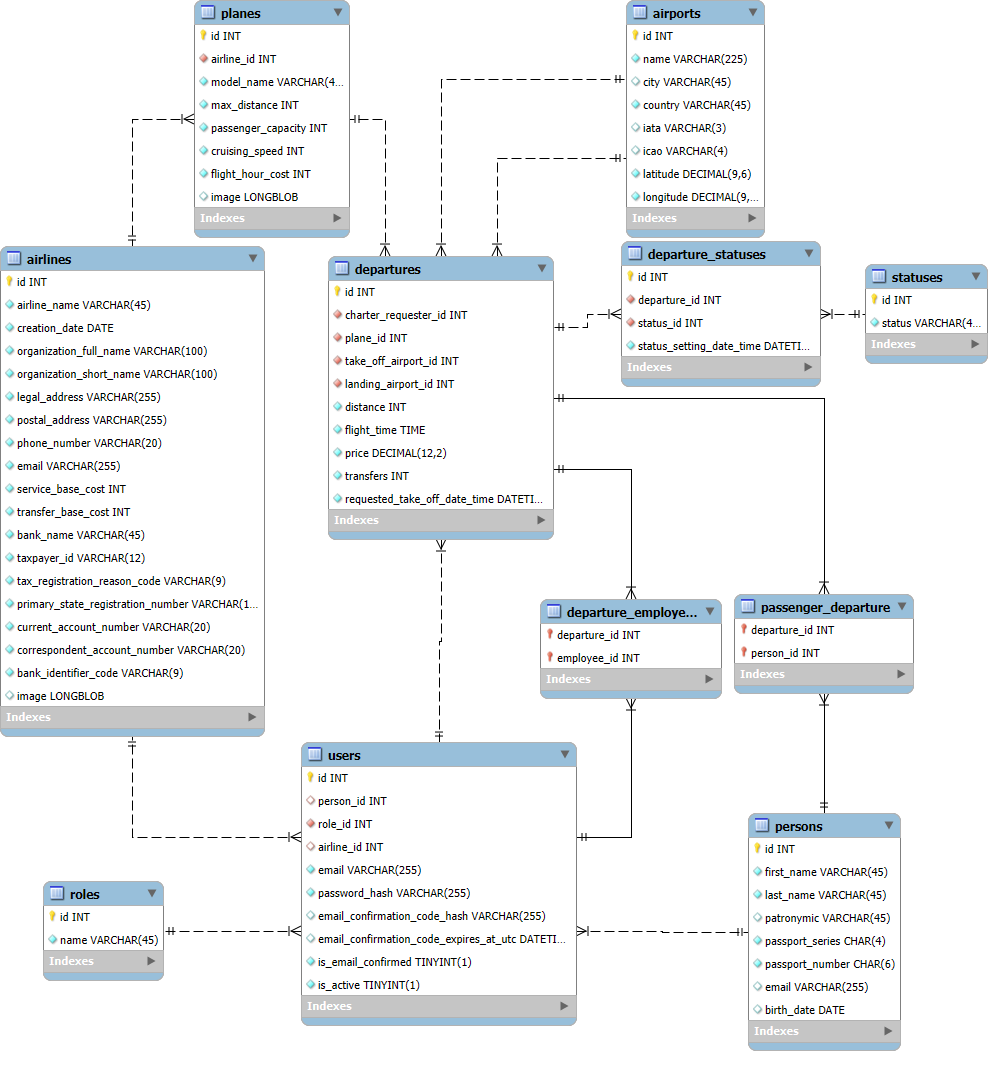 planes
id INT
airline_id INT
model_name VARCHAR(4...
max_distance INT
passenger_capacity INT
cruising_speed INT
flight_hour_cost INT
image LONGBLOB
Indexes
airports
id INT
name VARCHAR(225)
city VARCHAR(45)
country VARCHAR(45)
iata VARCHAR(3)
icao VARCHAR(4)
latitude DECIMAL(9,6)
longitude DECIMAL(9,...
Indexes
airlines
id INT
airline_name VARCHAR(45)
creation_date DATE
organization_full_name VARCHAR(100)
organization_short_name VARCHAR(100)
legal_address VARCHAR(255)
postal_address VARCHAR(255)
phone_number VARCHAR(20)
email VARCHAR(255)
service_base_cost INT
transfer_base_cost INT
bank_name VARCHAR(45)
taxpayer_id VARCHAR(12)
tax_registration_reason_code VARCHAR(9)
primary_state_registration_number VARCHAR(1...
current_account_number VARCHAR(20)
correspondent_account_number VARCHAR(20)
bank_identifier_code VARCHAR(9)
image LONGBLOB
Indexes
departures
id INT
charter_requester_id INT
plane_id INT
take_off_airport_id INT
landing_airport_id INT
distance INT
flight_time TIME
price DECIMAL(12,2)
transfers INT
requested_take_off_date_time DATETI...
Indexes
departure_statuses
id INT
departure_id INT
status_id INT
status_setting_date_time DATETI...
Indexes
statuses
id INT
status VARCHAR(4...
Indexes
departure_employe...
departure_id INT
employee_id INT
Indexes
passenger_departure
departure_id INT
person_id INT
Indexes
users
id INT
person_id INT
role_id INT
airline_id INT
email VARCHAR(255)
password_hash VARCHAR(255)
email_confirmation_code_hash VARCHAR(255)
email_confirmation_code_expires_at_utc DATETI...
is_email_confirmed TINYINT(1)
is_active TINYINT(1)
Indexes
persons
id INT
first_name VARCHAR(45)
last_name VARCHAR(45)
patronymic VARCHAR(45)
passport_series CHAR(4)
passport_number CHAR(6)
email VARCHAR(255)
birth_date DATE
Indexes
roles
id INT
name VARCHAR(45)
Indexes